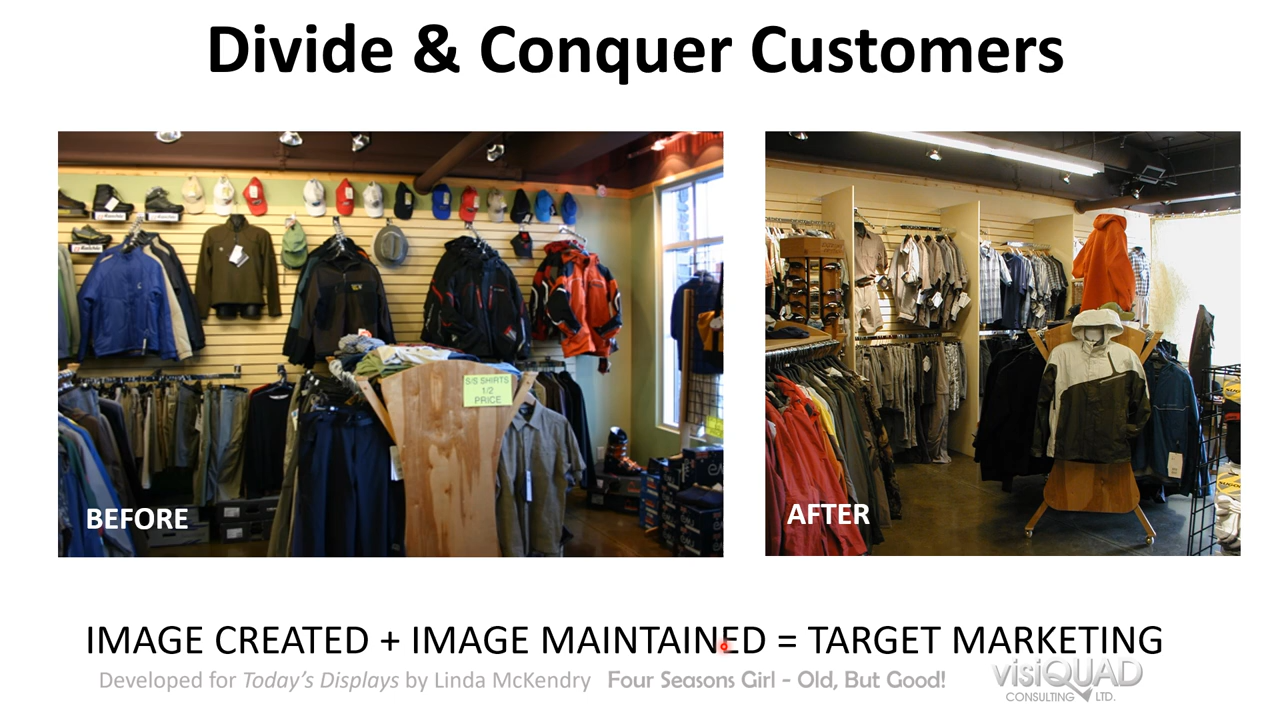 Divide & Conquer Customers
S/S SHIRTS
1/2
PRICE
BEFORE
AFTER
IMAGE CREATED + IMAGE MAINTAINED = TARGET MARKETING
Developed for Today's Displays by Linda McKendry Four Seasons Girl - Old, But Good!
visiQUAD
CONSULTING LTD.